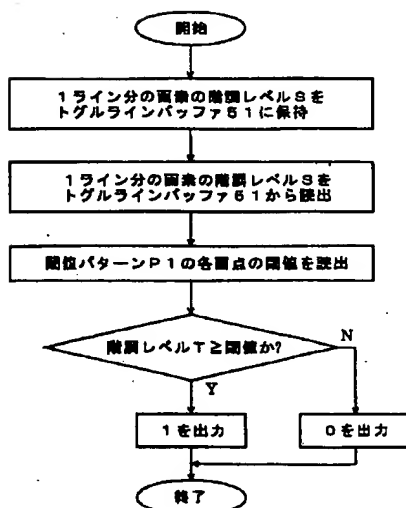 開始
1ライン分の画素の階調レベルSを
トグルラインバッファ51に保持
1ライン分の画素の階調レベルSを
トグルラインバッファ51から読出
閾値パターンP1の各画点の閾値を読出
階調レベルT≧閾値か?
N
Y
1を出力
0を出力
終了